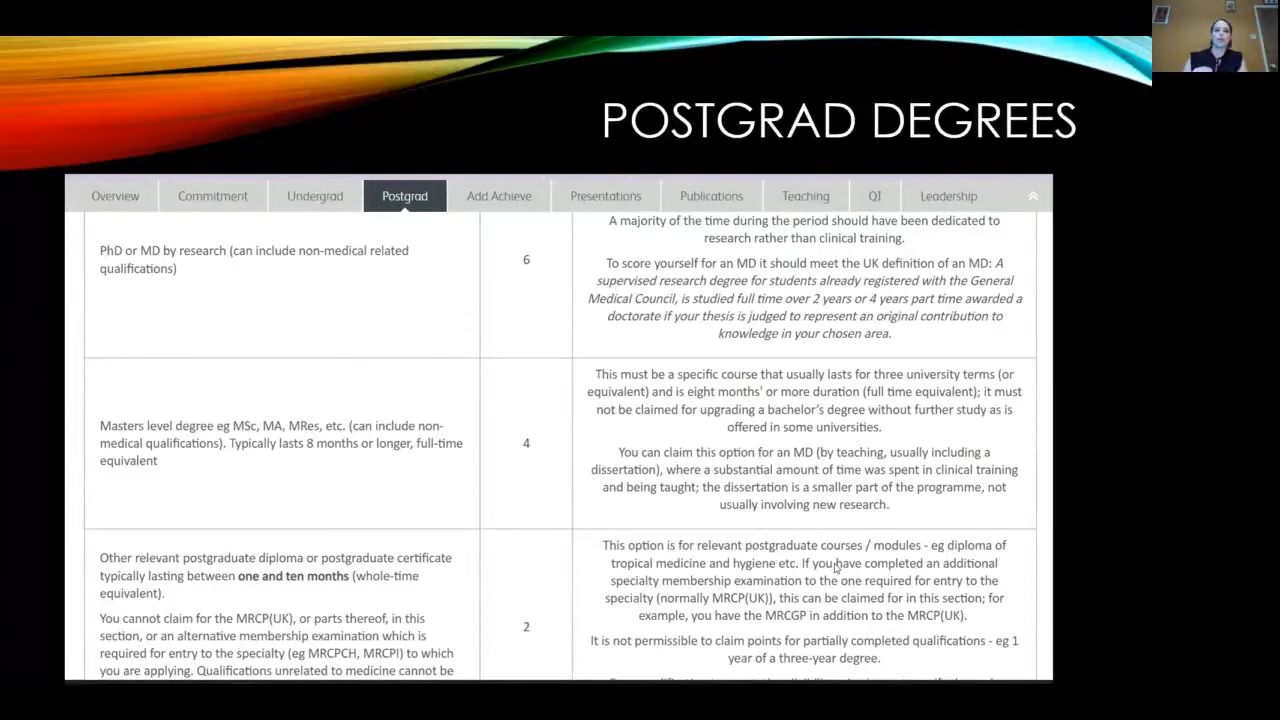 POSTGRAD DEGREES
Overview Commitment Undergrad Postgrad Add Achieve Presentations Publications Teaching QI Leadership
PhD or MD by research (can include non-medical related
qualifications)
6
A majority of the time during the period should have been dedicated to
research rather than clinical training.
To score yourself for an MD it should meet the UK definition of an MD: A
supervised research degree for students already registered with the General
Medical Council, is studied full time over 2 years or 4 years part time awarded a
doctorate if your thesis is judged to represent an original contribution to
knowledge in your chosen area.
Masters level degree eg MSc, MA, MRes, etc. (can include non-
medical qualifications). Typically lasts 8 months or longer, full-time
equivalent
4
This must be a specific course that usually lasts for three university terms (or
equivalent) and is eight months' or more duration (full time equivalent); it must
not be claimed for upgrading a bachelor's degree without further study as is
offered in some universities.
You can claim this option for an MD (by teaching, usually including a
dissertation), where a substantial amount of time was spent in clinical training
and being taught; the dissertation is a smaller part of the programme, not
usually involving new research.
Other relevant postgraduate diploma or postgraduate certificate
typically lasting between one and ten months (whole-time
equivalent).
You cannot claim for the MRCP(UK), or parts thereof, in this
section, or an alternative membership examination which is
required for entry to the specialty (eg MRCPCH, MRCPI) to which
you are applying. Qualifications unrelated to medicine cannot be
2
This option is for relevant postgraduate courses / modules - eg diploma of
tropical medicine and hygiene etc. If you have completed an additional
specialty membership examination to the one required for entry to the
specialty (normally MRCP(UK)), this can be claimed for in this section; for
example, you have the MRCGP in addition to the MRCP(UK).
It is not permissible to claim points for partially completed qualifications - eg 1
year of a three-year degree.